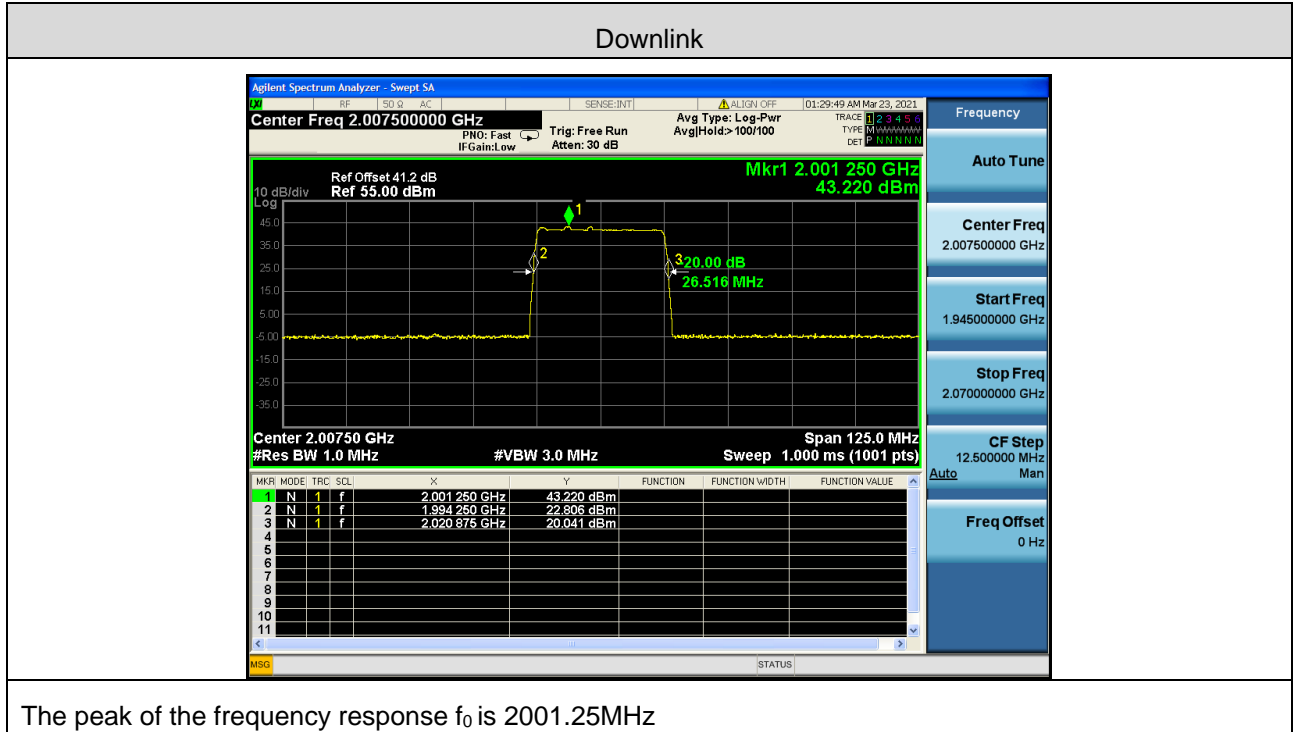 Downlink
Agilent Spectrum Analyzer - Swept SA
LXI RF 50 Ω AC SENSE:INT ALIGN OFF 01:29:49 AM Mar 23, 2021
Center Freq 2.007500000 GHz
PNO: Fast
IFGain:Low
Trig: Free Run
Atten: 30 dB
Avg Type: Log-Pwr
Avg|Hold:>100/100
TRACE 1 2 3 4 5 6
TYPE M
DET P N N N N N
Frequency
Auto Tune
Center Freq
2.007500000 GHz
Start Freq
1.945000000 GHz
Stop Freq
2.070000000 GHz
CF Step
12.500000 MHz
Auto Man
Freq Offset
0 Hz
Mkr1 2.001 250 GHz
43.220 dBm
Ref Offset 41.2 dB
10 dB/div Ref 55.00 dBm
Log
45.0
35.0
25.0
15.0
5.00
-5.00
-15.0
-25.0
-35.0
1
2
3
20.00 dB
26.516 MHz
Center 2.00750 GHz Span 125.0 MHz
#Res BW 1.0 MHz #VBW 3.0 MHz Sweep 1.000 ms (1001 pts)
MKR MODE TRC SCL X Y FUNCTION FUNCTION WIDTH FUNCTION VALUE
1 N 1 f 2.001 250 GHz 43.220 dBm
2 N 1 f 1.994 250 GHz 22.806 dBm
3 N 1 f 2.020 875 GHz 20.041 dBm
4
5
6
7
8
9
10
11
MSG STATUS
The peak of the frequency response f₀ is 2001.25MHz